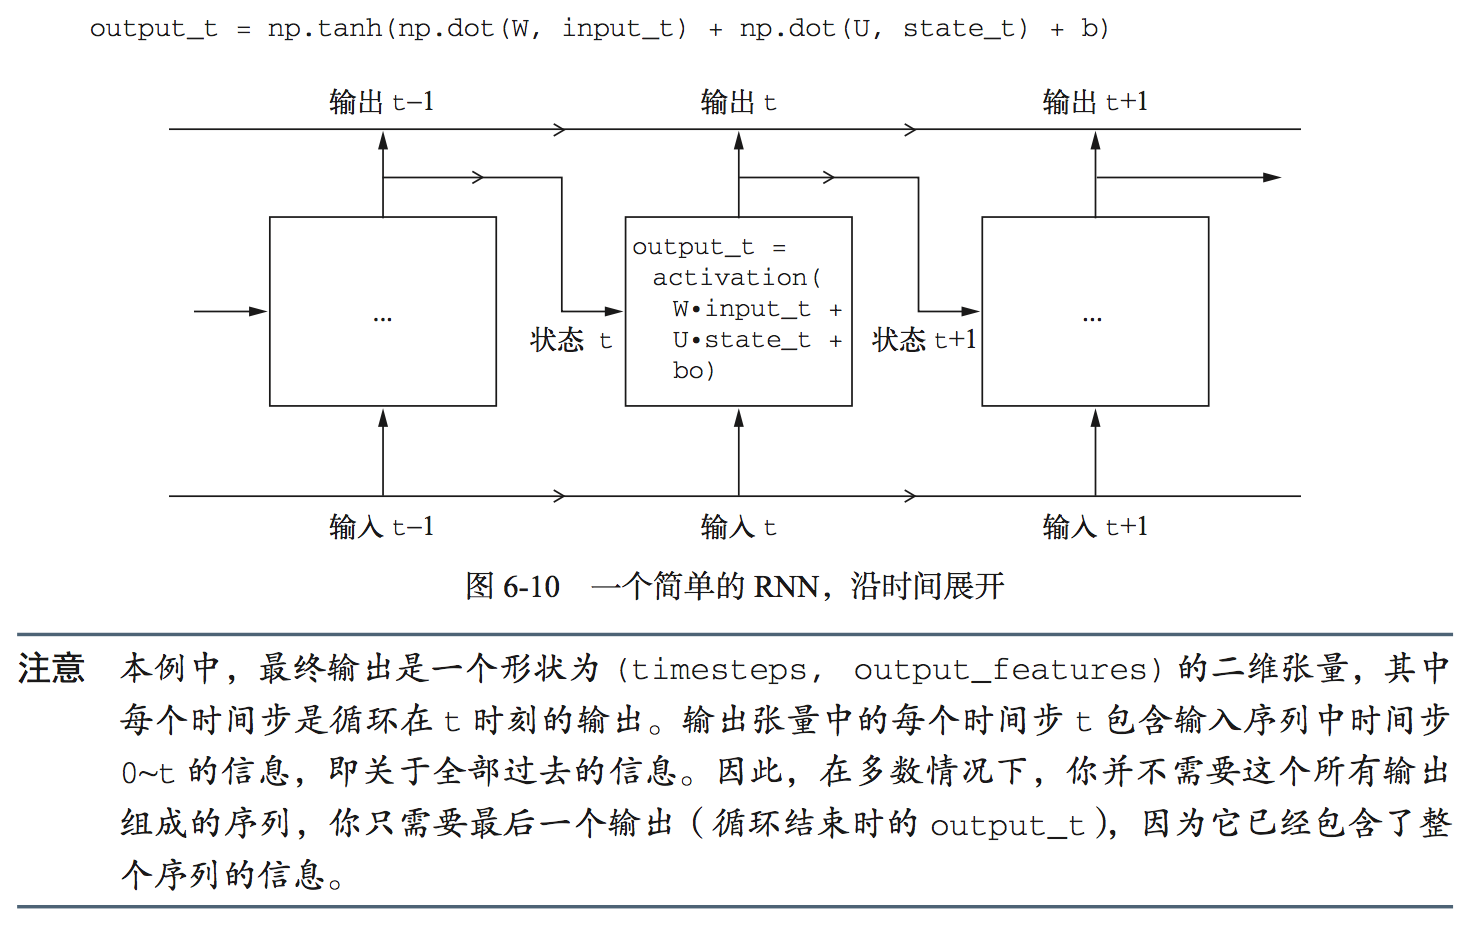 output_t = np.tanh(np.dot(W, input_t) + np.dot(U, state_t) + b)
输出 t−1
输出 t
输出 t+1
...
output_t =
activation(
W•input_t +
U•state_t +
bo)
...
状态 t
状态 t+1
输入 t−1
输入 t
输入 t+1
图 6-10 一个简单的 RNN，沿时间展开
注意 本例中，最终输出是一个形状为 (timesteps, output_features) 的二维张量，其中
每个时间步是循环在 t 时刻的输出。输出张量中的每个时间步 t 包含输入序列中时间步
0~t 的信息，即关于全部过去的信息。因此，在多数情况下，你并不需要这个所有输出
组成的序列，你只需要最后一个输出（循环结束时的 output_t），因为它已经包含了整
个序列的信息。